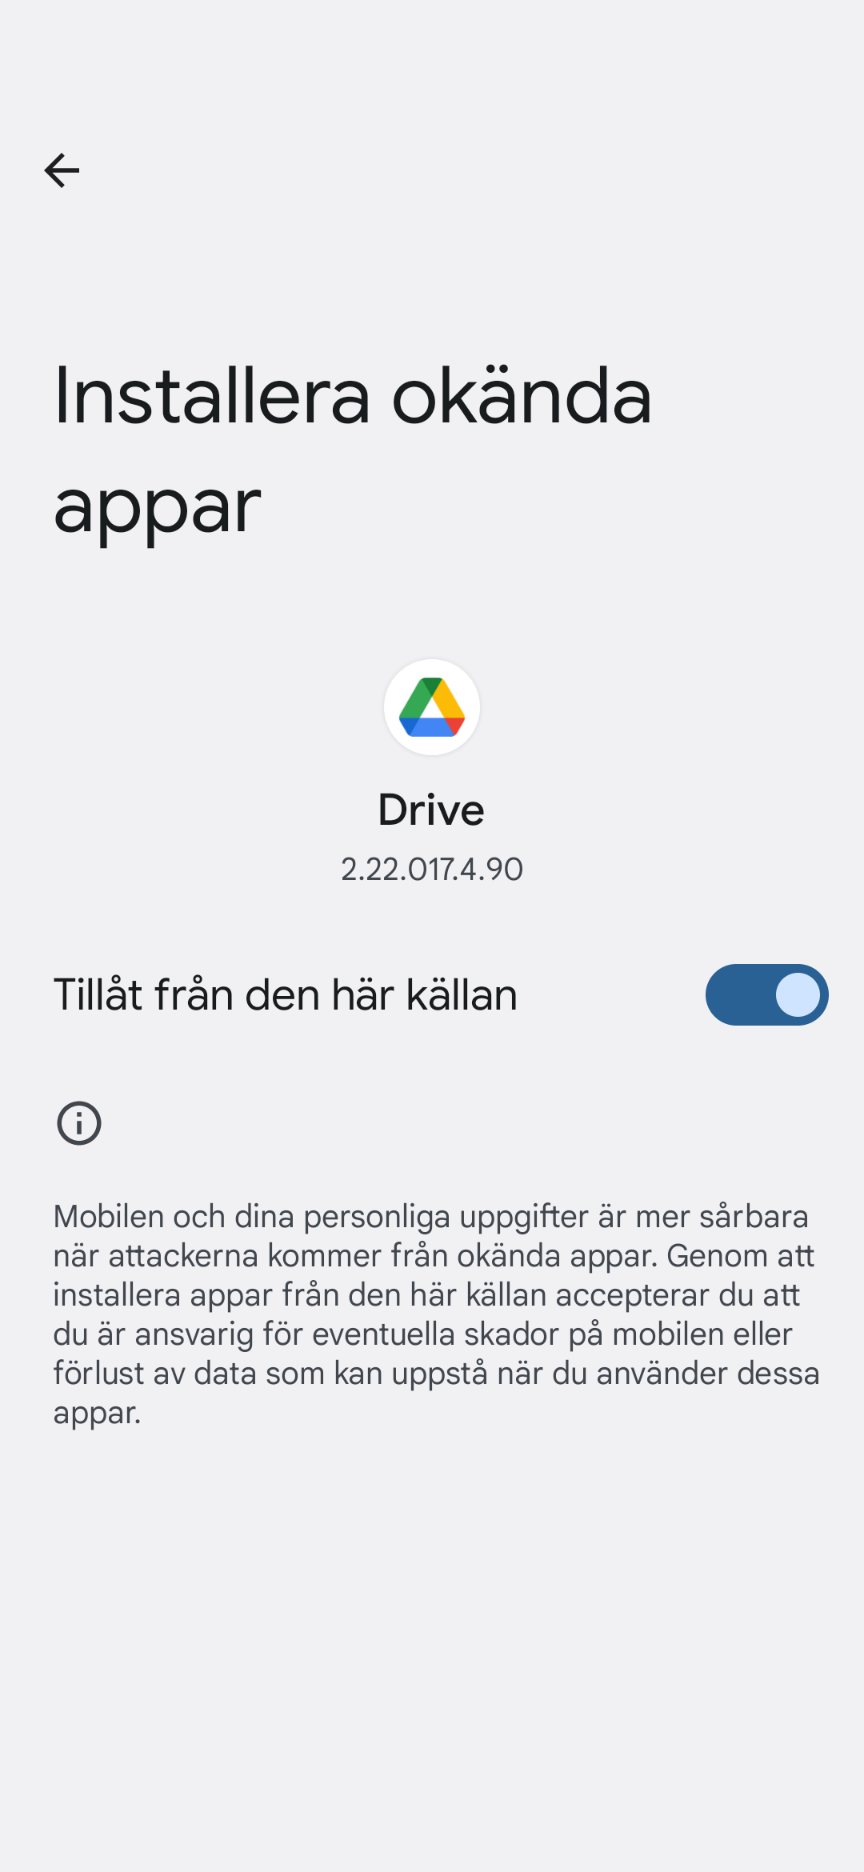 Installera okända
appar
Drive
2.22.017.4.90
Tillåt från den här källan
Mobilen och dina personliga uppgifter är mer sårbara
när attackerna kommer från okända appar. Genom att
installera appar från den här källan accepterar du att
du är ansvarig för eventuella skador på mobilen eller
förlust av data som kan uppstå när du använder dessa
appar.